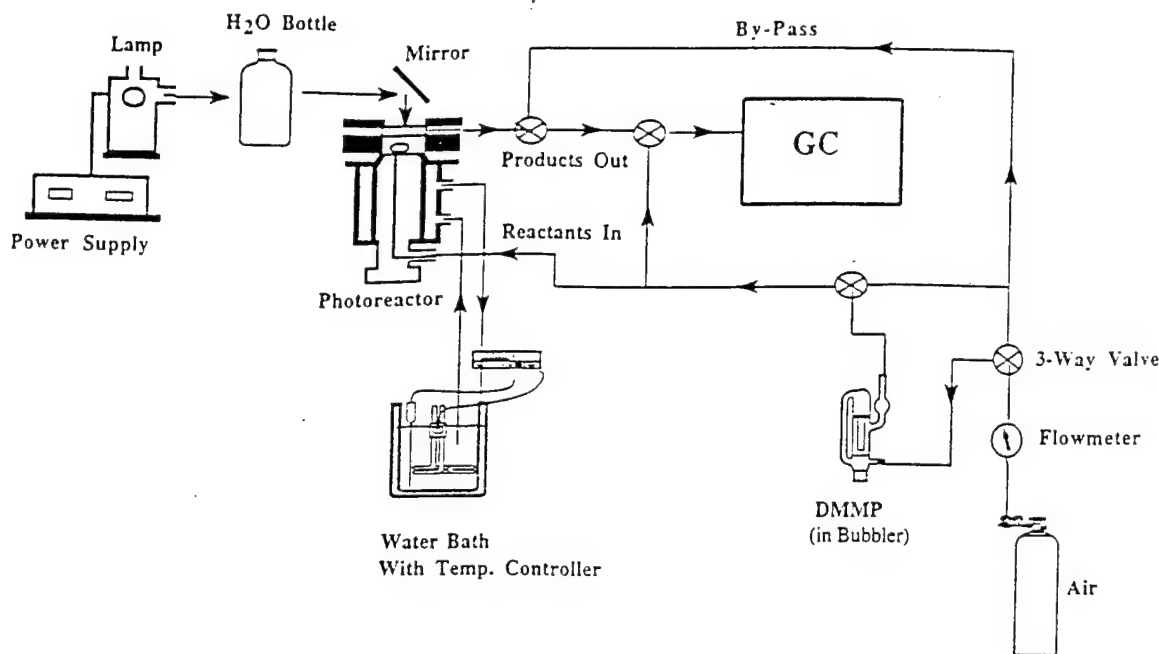 H2O Bottle
By-Pass
Lamp
Mirror
GC
Products Out
Power Supply
Reactants In
Photoreactor
3-Way Valve
Flowmeter
DMMP
(in Bubbler)
Water Bath
With Temp. Controller
Air